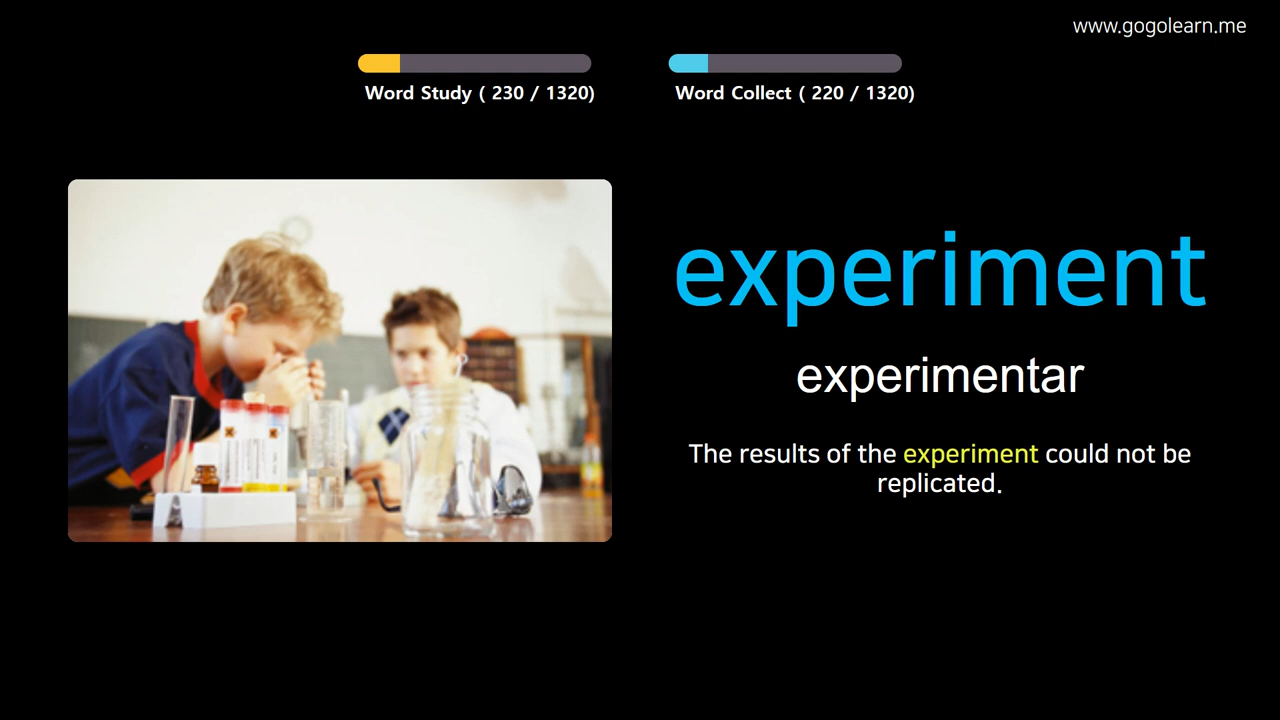 www.gogolearn.me
Word Study ( 230 / 1320)
Word Collect ( 220 / 1320)
experiment
experimentar
The results of the experiment could not be
replicated.